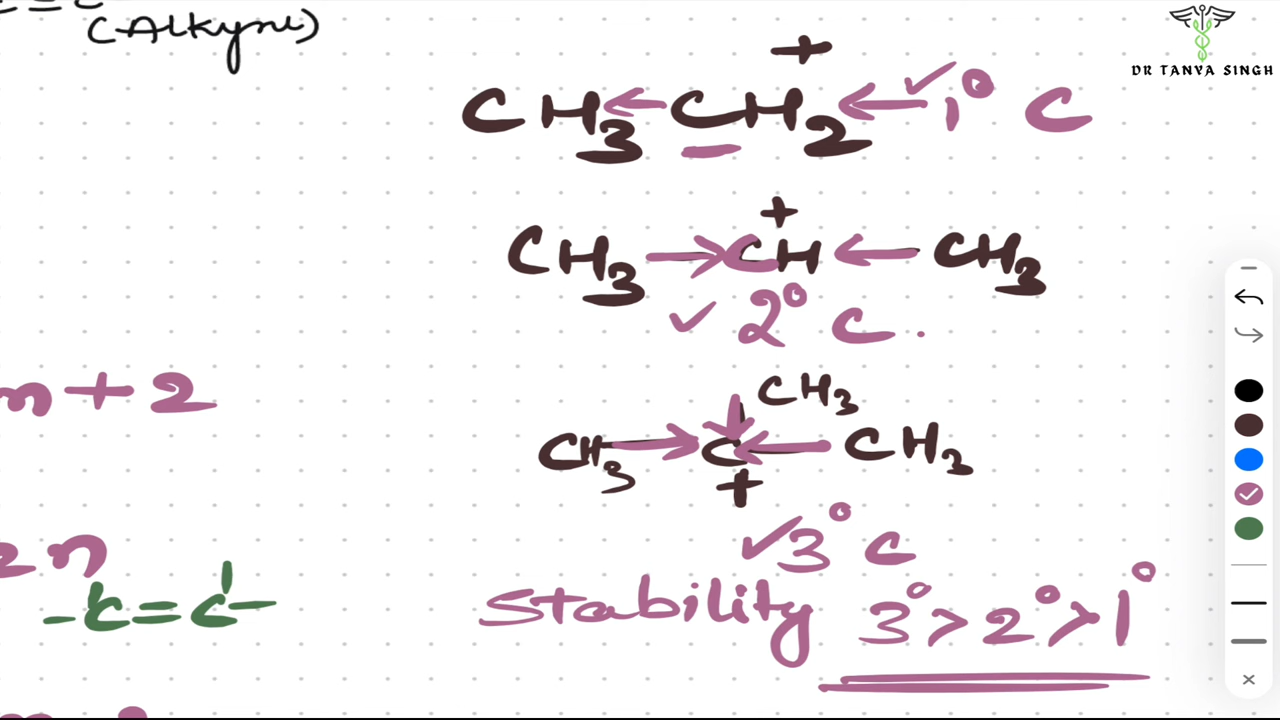 (Alkyne)
DR TANYA SINGH
+
CH3 ← CH2 ← ✓ 1° C
+
CH3 → CH ← CH3
✓ 2° C .
n + 2
CH3
CH3 → C ← CH3
+
✓ 3° C
2n
-C=C-
Stability 3° > 2° > 1°